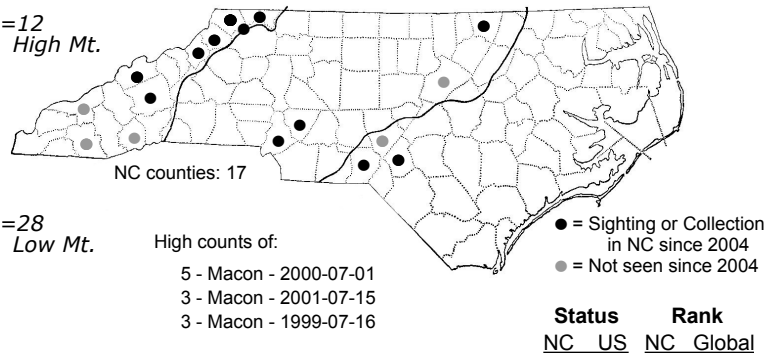 =12
High Mt.
NC counties: 17
=28
Low Mt.
High counts of:
5 - Macon - 2000-07-01
3 - Macon - 2001-07-15
3 - Macon - 1999-07-16
● = Sighting or Collection
in NC since 2004
● = Not seen since 2004
Status Rank
NC US NC Global